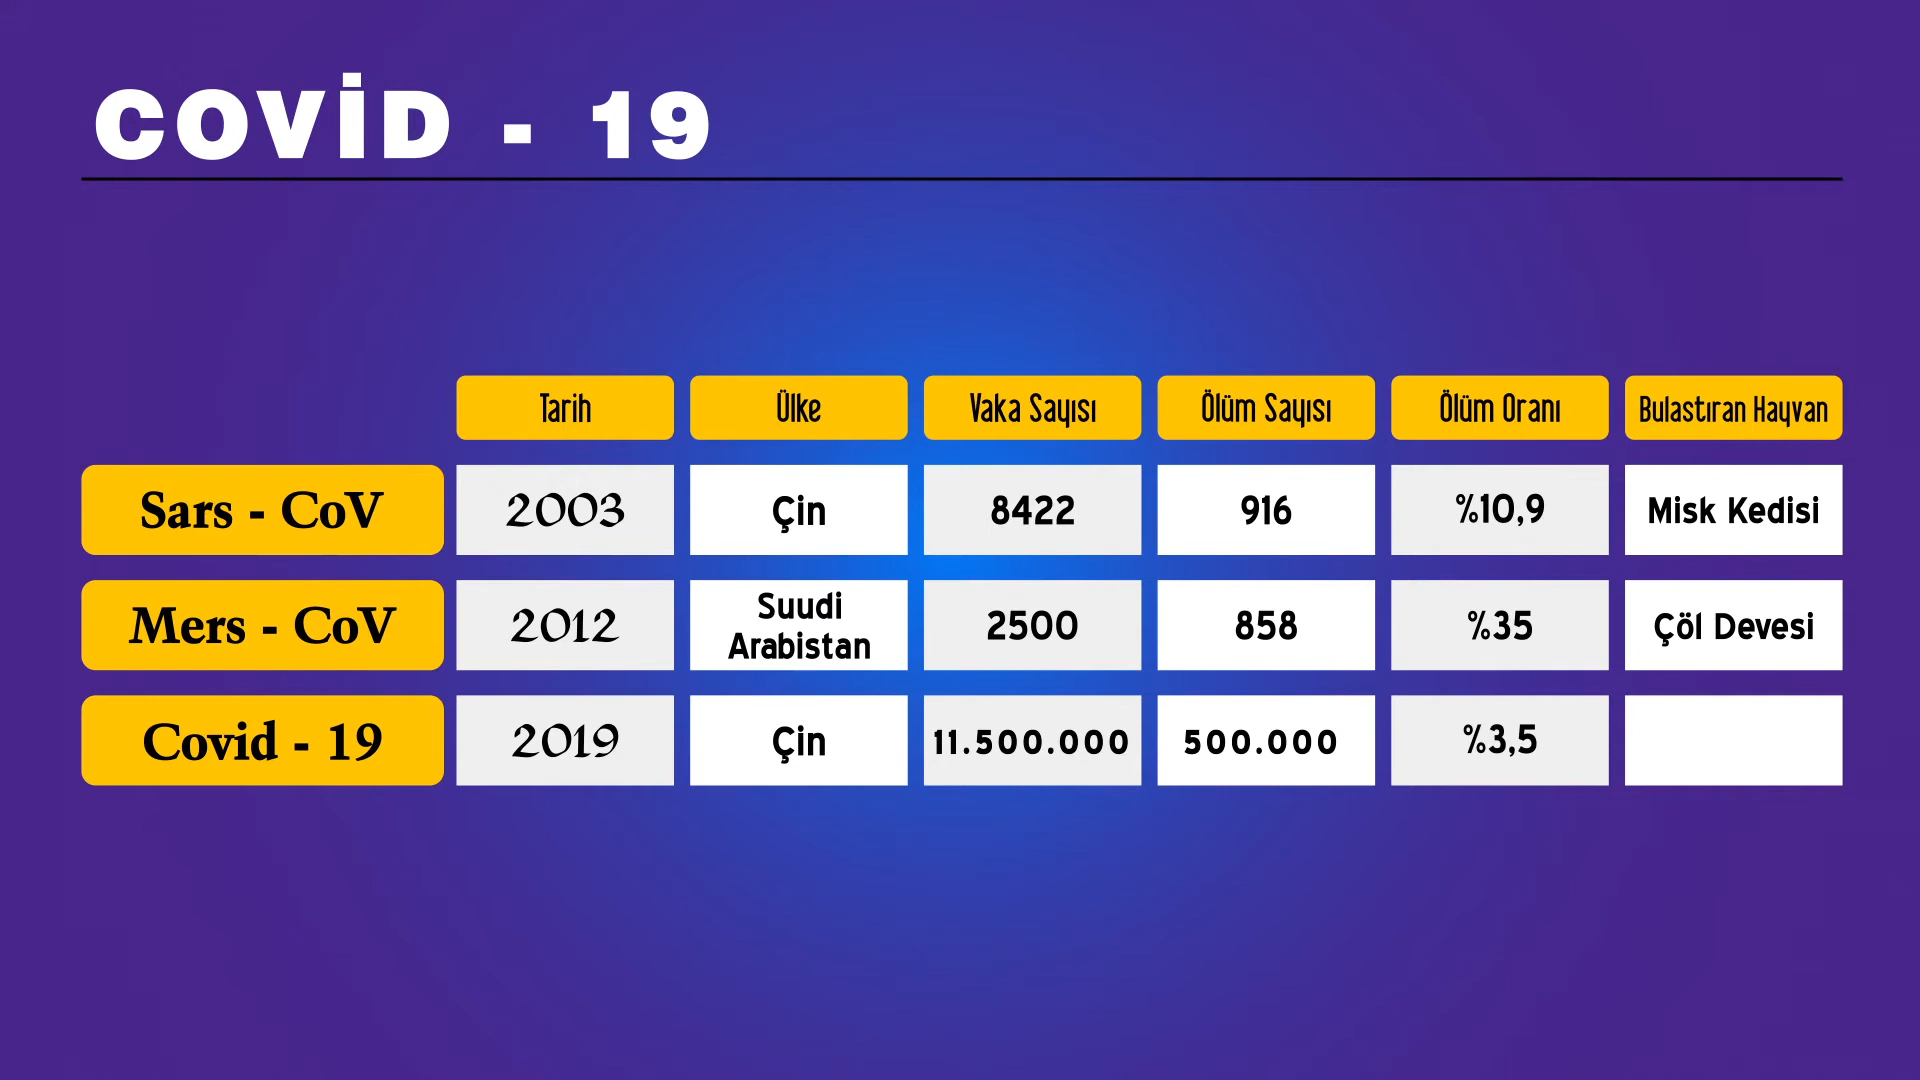 COVİD - 19
Tarih Ülke Vaka Sayısı Ölüm Sayısı Ölüm Oranı Bulastıran Hayvan
Sars - CoV 2003 Çin 8422 916 %10,9 Misk Kedisi
Mers - CoV 2012 Suudi Arabistan 2500 858 %35 Çöl Devesi
Covid - 19 2019 Çin 11.500.000 500.000 %3,5